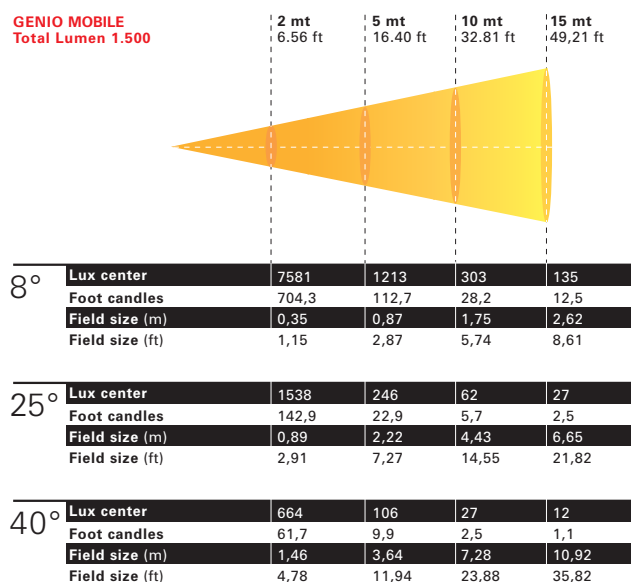 GENIO MOBILE 2 mt 5 mt 10 mt 15 mt
Total Lumen 1.500 6.56 ft 16.40 ft 32.81 ft 49,21 ft
8°
Lux center 7581 1213 303 135
Foot candles 704,3 112,7 28,2 12,5
Field size (m) 0,35 0,87 1,75 2,62
Field size (ft) 1,15 2,87 5,74 8,61
25°
Lux center 1538 246 62 27
Foot candles 142,9 22,9 5,7 2,5
Field size (m) 0,89 2,22 4,43 6,65
Field size (ft) 2,91 7,27 14,55 21,82
40°
Lux center 664 106 27 12
Foot candles 61,7 9,9 2,5 1,1
Field size (m) 1,46 3,64 7,28 10,92
Field size (ft) 4,78 11,94 23,88 35,82